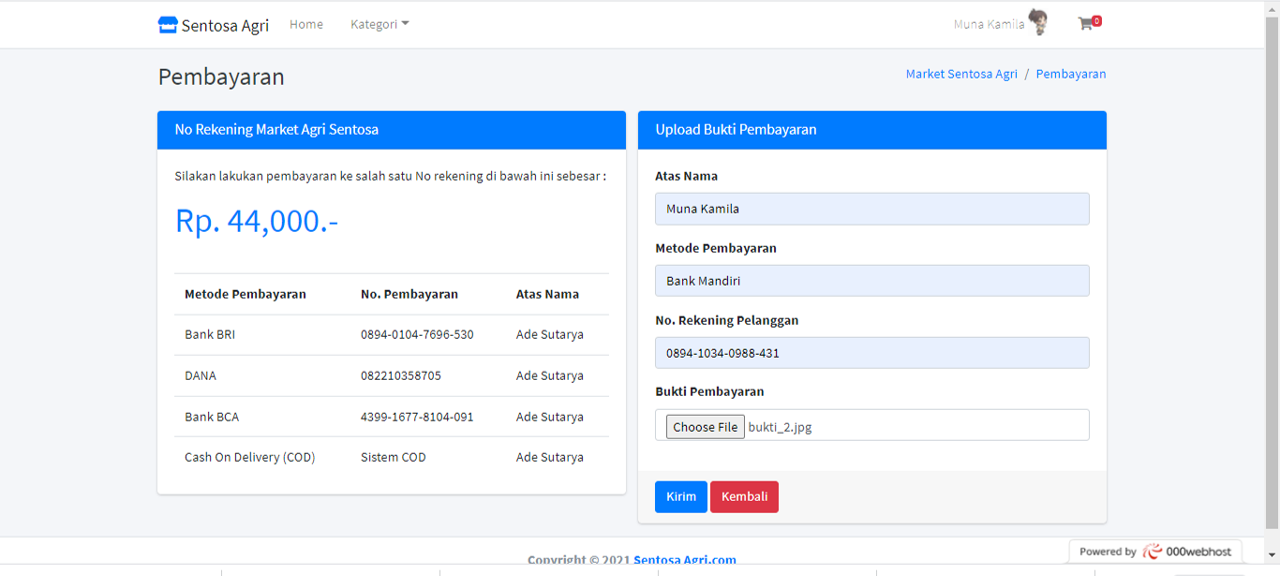 Sentosa Agri Home Kategori Muna Kamila 0
Pembayaran Market Sentosa Agri / Pembayaran
No Rekening Market Agri Sentosa
Silakan lakukan pembayaran ke salah satu No rekening di bawah ini sebesar :
Rp. 44,000.-
Metode Pembayaran No. Pembayaran Atas Nama
Bank BRI 0894-0104-7696-530 Ade Sutarya
DANA 082210358705 Ade Sutarya
Bank BCA 4399-1677-8104-091 Ade Sutarya
Cash On Delivery (COD) Sistem COD Ade Sutarya
Upload Bukti Pembayaran
Atas Nama
Muna Kamila
Metode Pembayaran
Bank Mandiri
No. Rekening Pelanggan
0894-1034-0988-431
Bukti Pembayaran
Choose File bukti_2.jpg
Kirim Kembali
Copyright © 2021 Sentosa Agri.com
Powered by 000webhost